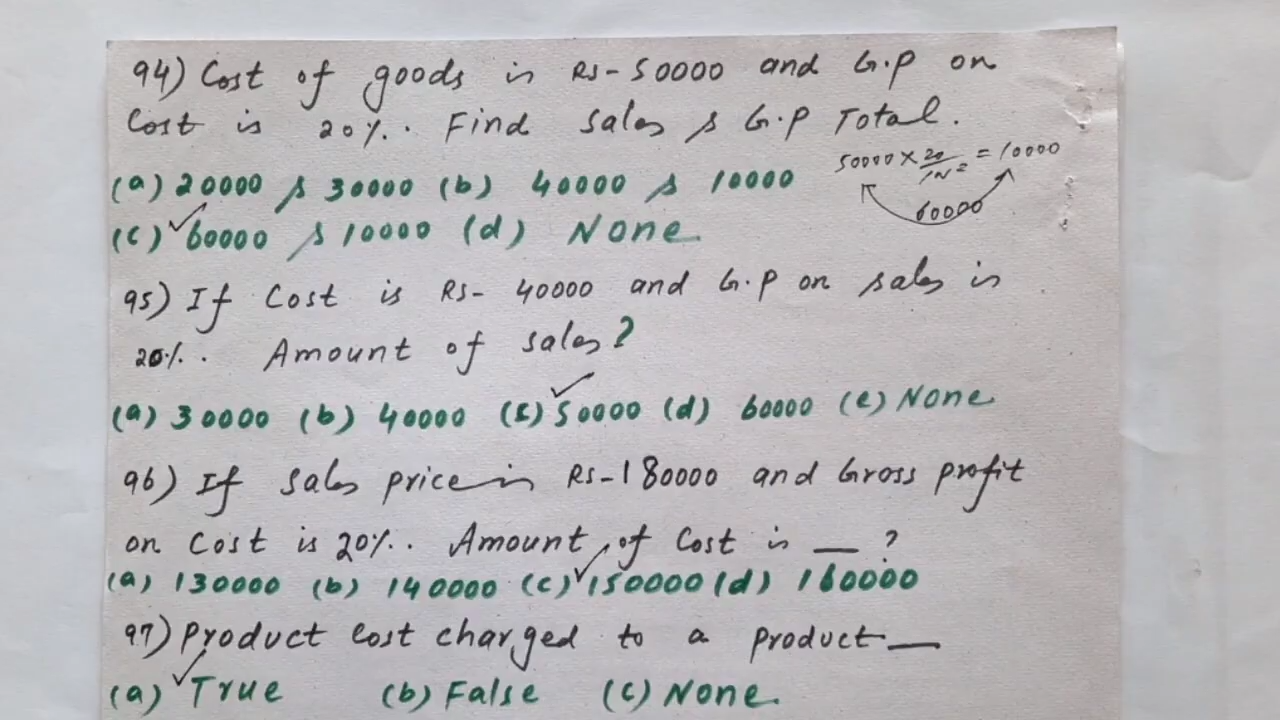 94) Cost of goods is Rs-50000 and G.P on
Cost is 20%. Find sales & G.P Total.
50000 × 20/ = 10000
60000
(a) 20000 & 30000 (b) 40000 & 10000
(c) 60000 & 10000 (d) None.
95) If Cost is Rs- 40000 and G.P on sales is
20%. Amount of sales?
(a) 30000 (b) 40000 (c) 50000 (d) 60000 (e) None
96) If sales price is Rs-180000 and Gross profit
on Cost is 20%. Amount of Cost is __ ?
(a) 130000 (b) 140000 (c) 150000 (d) 160000
97) Product Cost charged to a product __
(a) True (b) False (c) None.